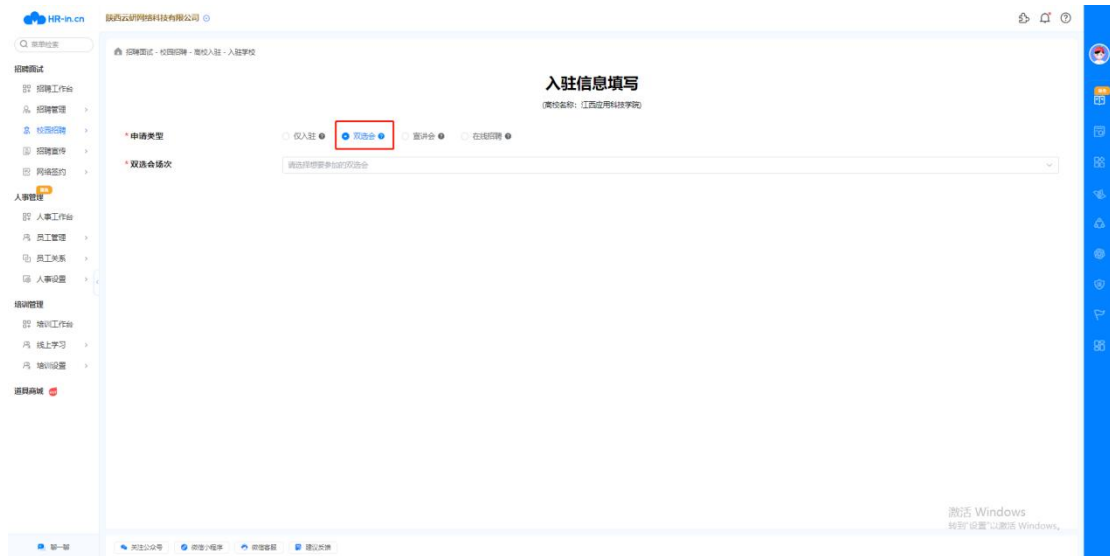 HR-in.cn
陕西云研网络科技有限公司
菜单检索
招聘面试 - 校园招聘 - 高校入驻 - 入驻学校
招聘面试
招聘工作台
招聘管理
校园招聘
招聘宣传
网络签约
人事管理
人事工作台
员工管理
员工关系
人事设置
培训管理
培训工作台
线上学习
培训设置
道具商城
聊一聊
入驻信息填写
(高校名称：江西应用科技学院)
*申请类型
仅入驻 双选会 宣讲会 在线招聘
*双选会场次
请选择想要参加的双选会
激活 Windows
转到"设置"以激活 Windows。
关注公众号 微信小程序 微信客服 建议反馈